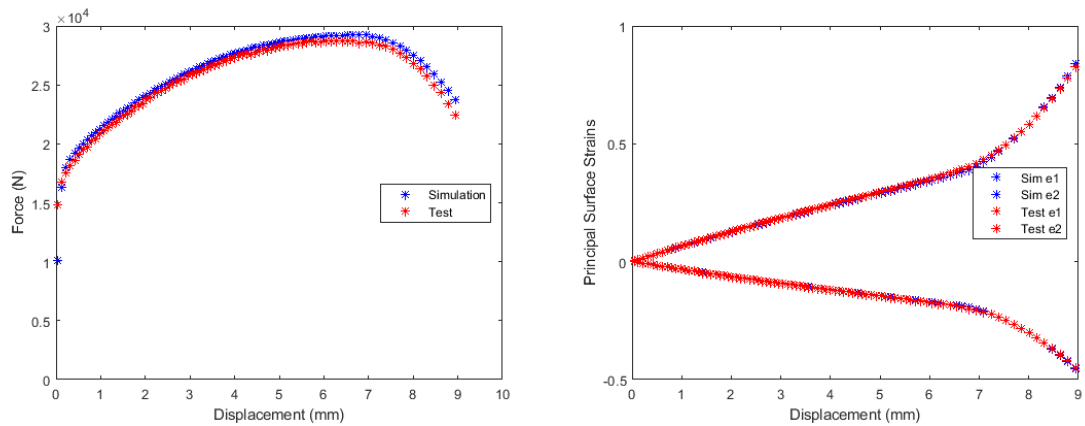 ×10⁴
3
2.5
2
1.5
1
0.5
0
0 1 2 3 4 5 6 7 8 9 10
Force (N)
Displacement (mm)
Simulation
Test
1
0.5
0
-0.5
0 1 2 3 4 5 6 7 8 9
Principal Surface Strains
Displacement (mm)
Sim e1
Sim e2
Test e1
Test e2